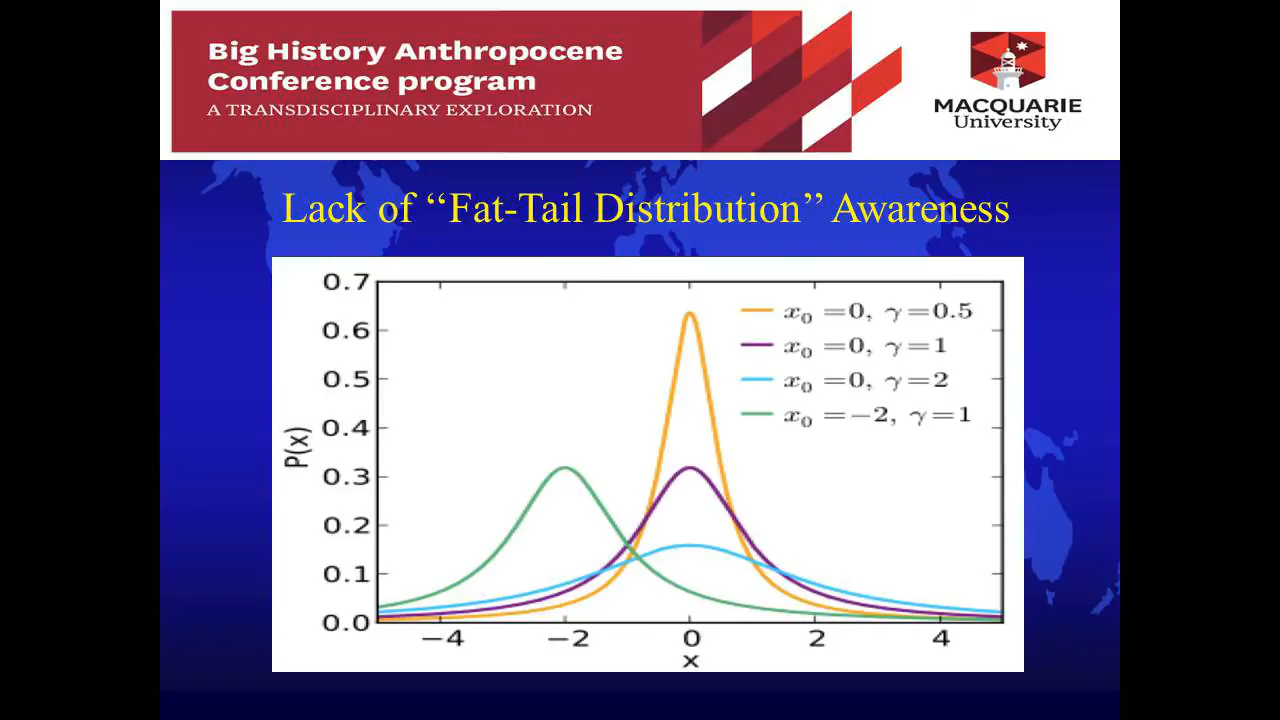 Big History Anthropocene
Conference program
A TRANSDISCIPLINARY EXPLORATION
MACQUARIE
University
Lack of ‘‘Fat-Tail Distribution’’ Awareness
0.7
0.6
0.5
0.4
0.3
0.2
0.1
0.0
P(x)
x₀ =0, γ=0.5
x₀ =0, γ=1
x₀ =0, γ=2
x₀ =−2, γ=1
−4 −2 0 2 4
x